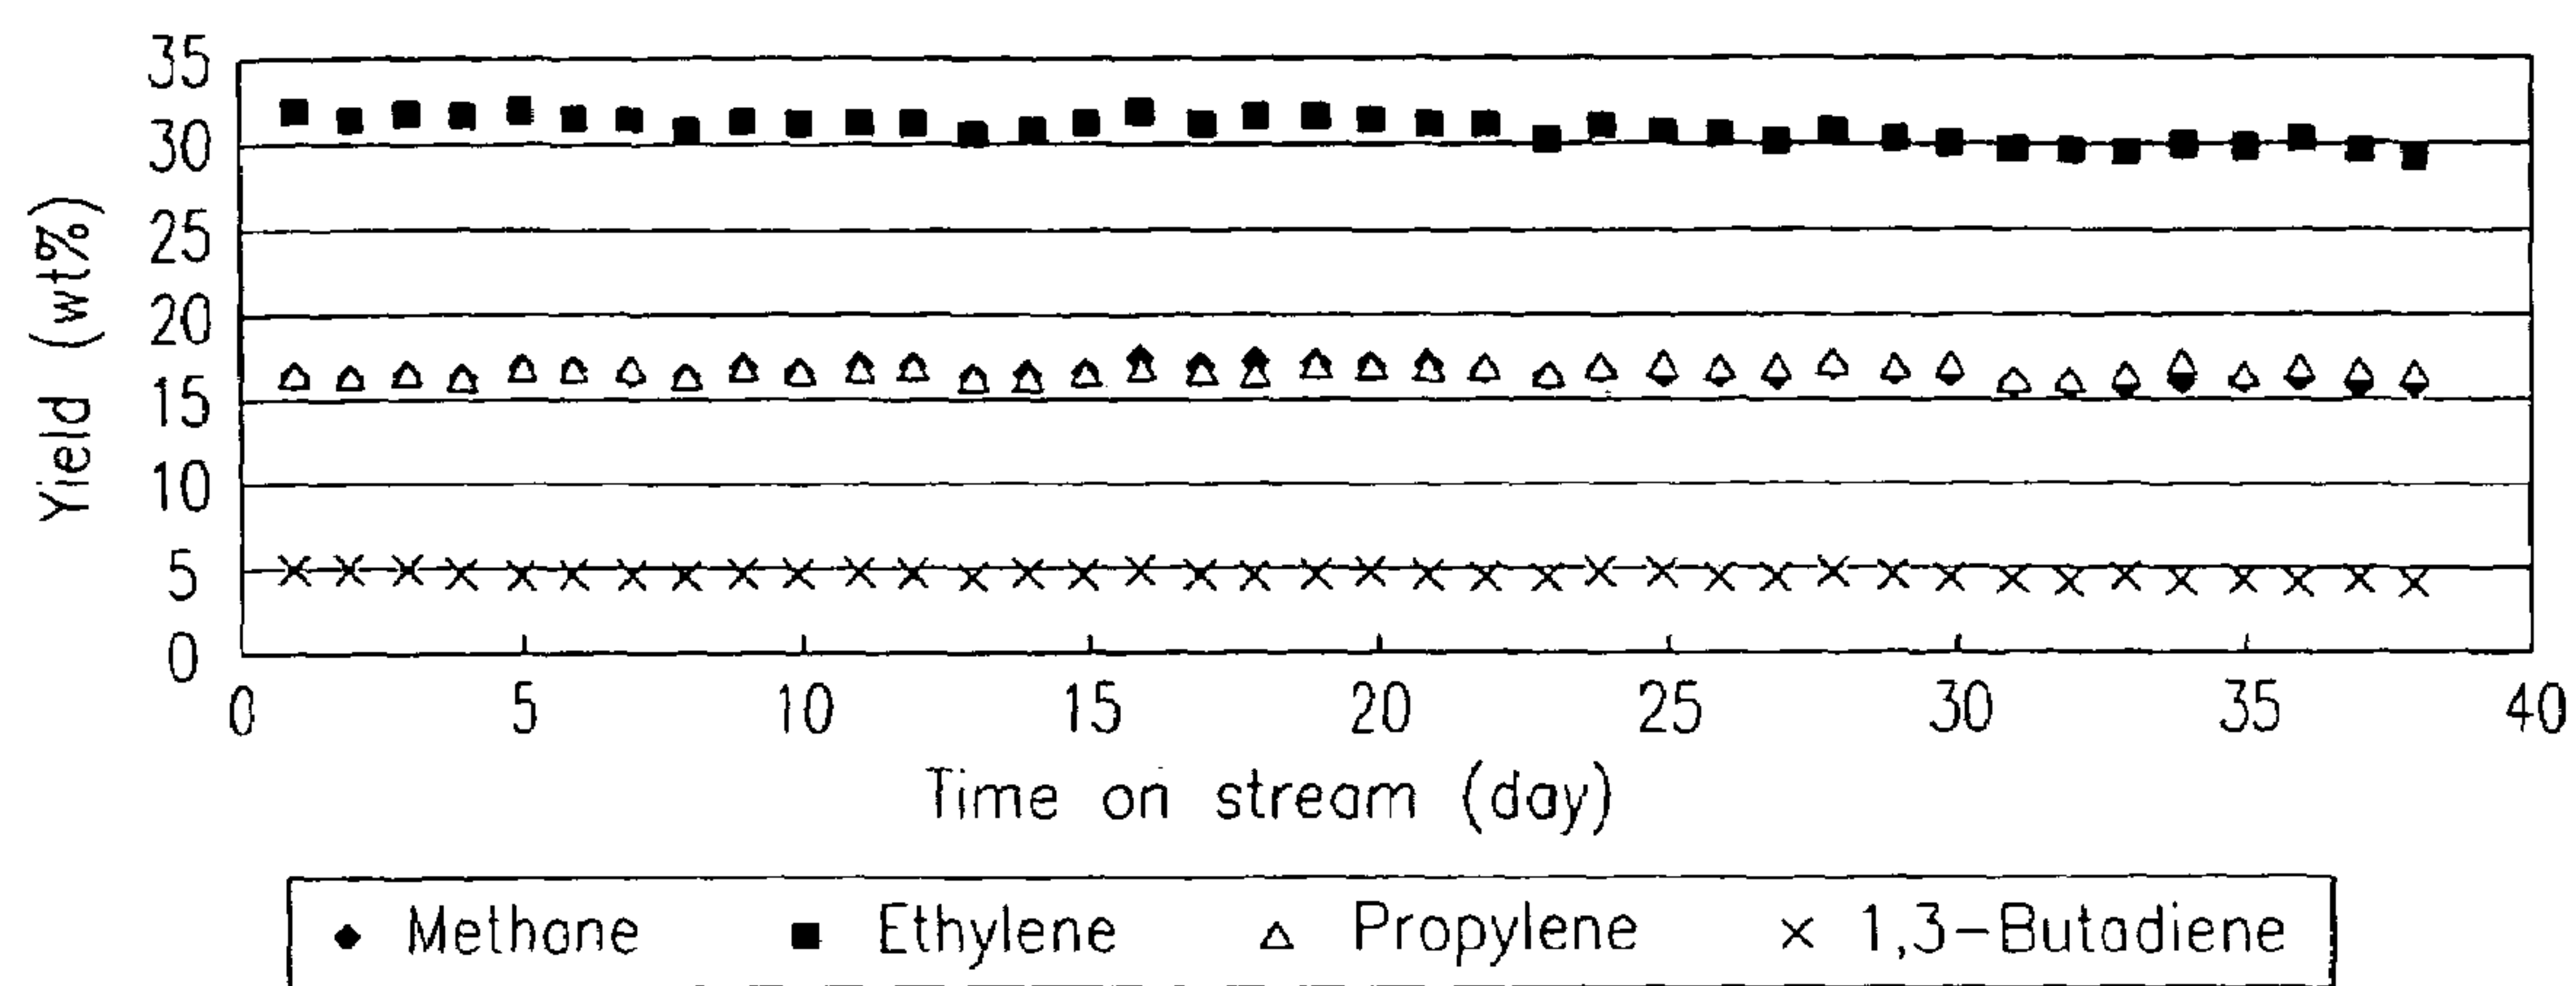 35
30
25
20
15
10
5
0
Yield (wt%)
0 5 10 15 20 25 30 35 40
Time on stream (day)
◆ Methane ■ Ethylene △ Propylene × 1,3-Butadiene